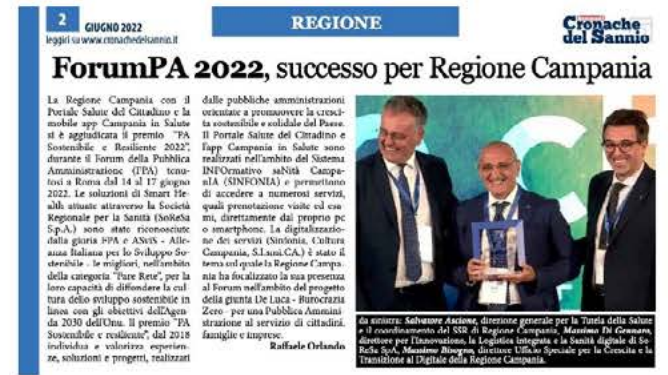 2
GIUGNO 2022
leggici su www.cronachedelsannio.it
REGIONE
Cronache
del Sannio
ForumPA 2022, successo per Regione Campania
La Regione Campania con il
Portale Salute del Cittadino e la
mobile app Campania in Salute
si è aggiudicata il premio "PA
Sostenibile e Resiliente 2022",
durante il Forum della Pubblica
Amministrazione (FPA) tenu-
tosi a Roma dal 14 al 17 giugno
2022. Le soluzioni di Smart He-
alth attuate attraverso la Società
Regionale per la Sanità (SoReSa
S.p.A.) sono state riconosciute
dalla giuria FPA e ASviS - Alle-
anza Italiana per lo Sviluppo So-
stenibile - le migliori, nell'ambito
della categoria "Fare Rete", per la
loro capacità di diffondere la cul-
tura dello sviluppo sostenibile in
linea con gli obiettivi dell'Agen-
da 2030 dell'Onu. Il premio "PA
Sostenibile e resiliente", dal 2018
individua e valorizza esperien-
ze, soluzioni e progetti, realizzati
dalle pubbliche amministrazioni
orientate a promuovere la cresci-
ta sostenibile e solidale del Paese.
Il Portale Salute del Cittadino e
l'app Campania in Salute sono
realizzati nell'ambito del Sistema
INFOrmativo saNità Campa-
nIA (SINFONIA) e permettono
di accedere a numerosi servizi,
quali prenotazione visite ed esa-
mi, direttamente dal proprio pc
o smartphone. La digitalizzazio-
ne dei servizi (Sinfonia, Cultura
Campania, S.I.ami.CA.) è stato il
tema sul quale la Regione Campa-
nia ha focalizzato la sua presenza
al Forum nell'ambito del progetto
della giunta De Luca - Burocrazia
Zero - per una Pubblica Ammini-
strazione al servizio di cittadini,
famiglie e imprese.
Raffaele Orlando
da sinistra: Salvatore Ascione, direzione generale per la Tutela della Salute
e il coordinamento del SSR di Regione Campania, Massimo Di Gennaro,
direttore per l'Innovazione, la Logistica integrata e la Sanità digitale di So-
ReSa SpA, Massimo Bisogno, direttore Ufficio Speciale per la Crescita e la
Transizione al Digitale della Regione Campania.